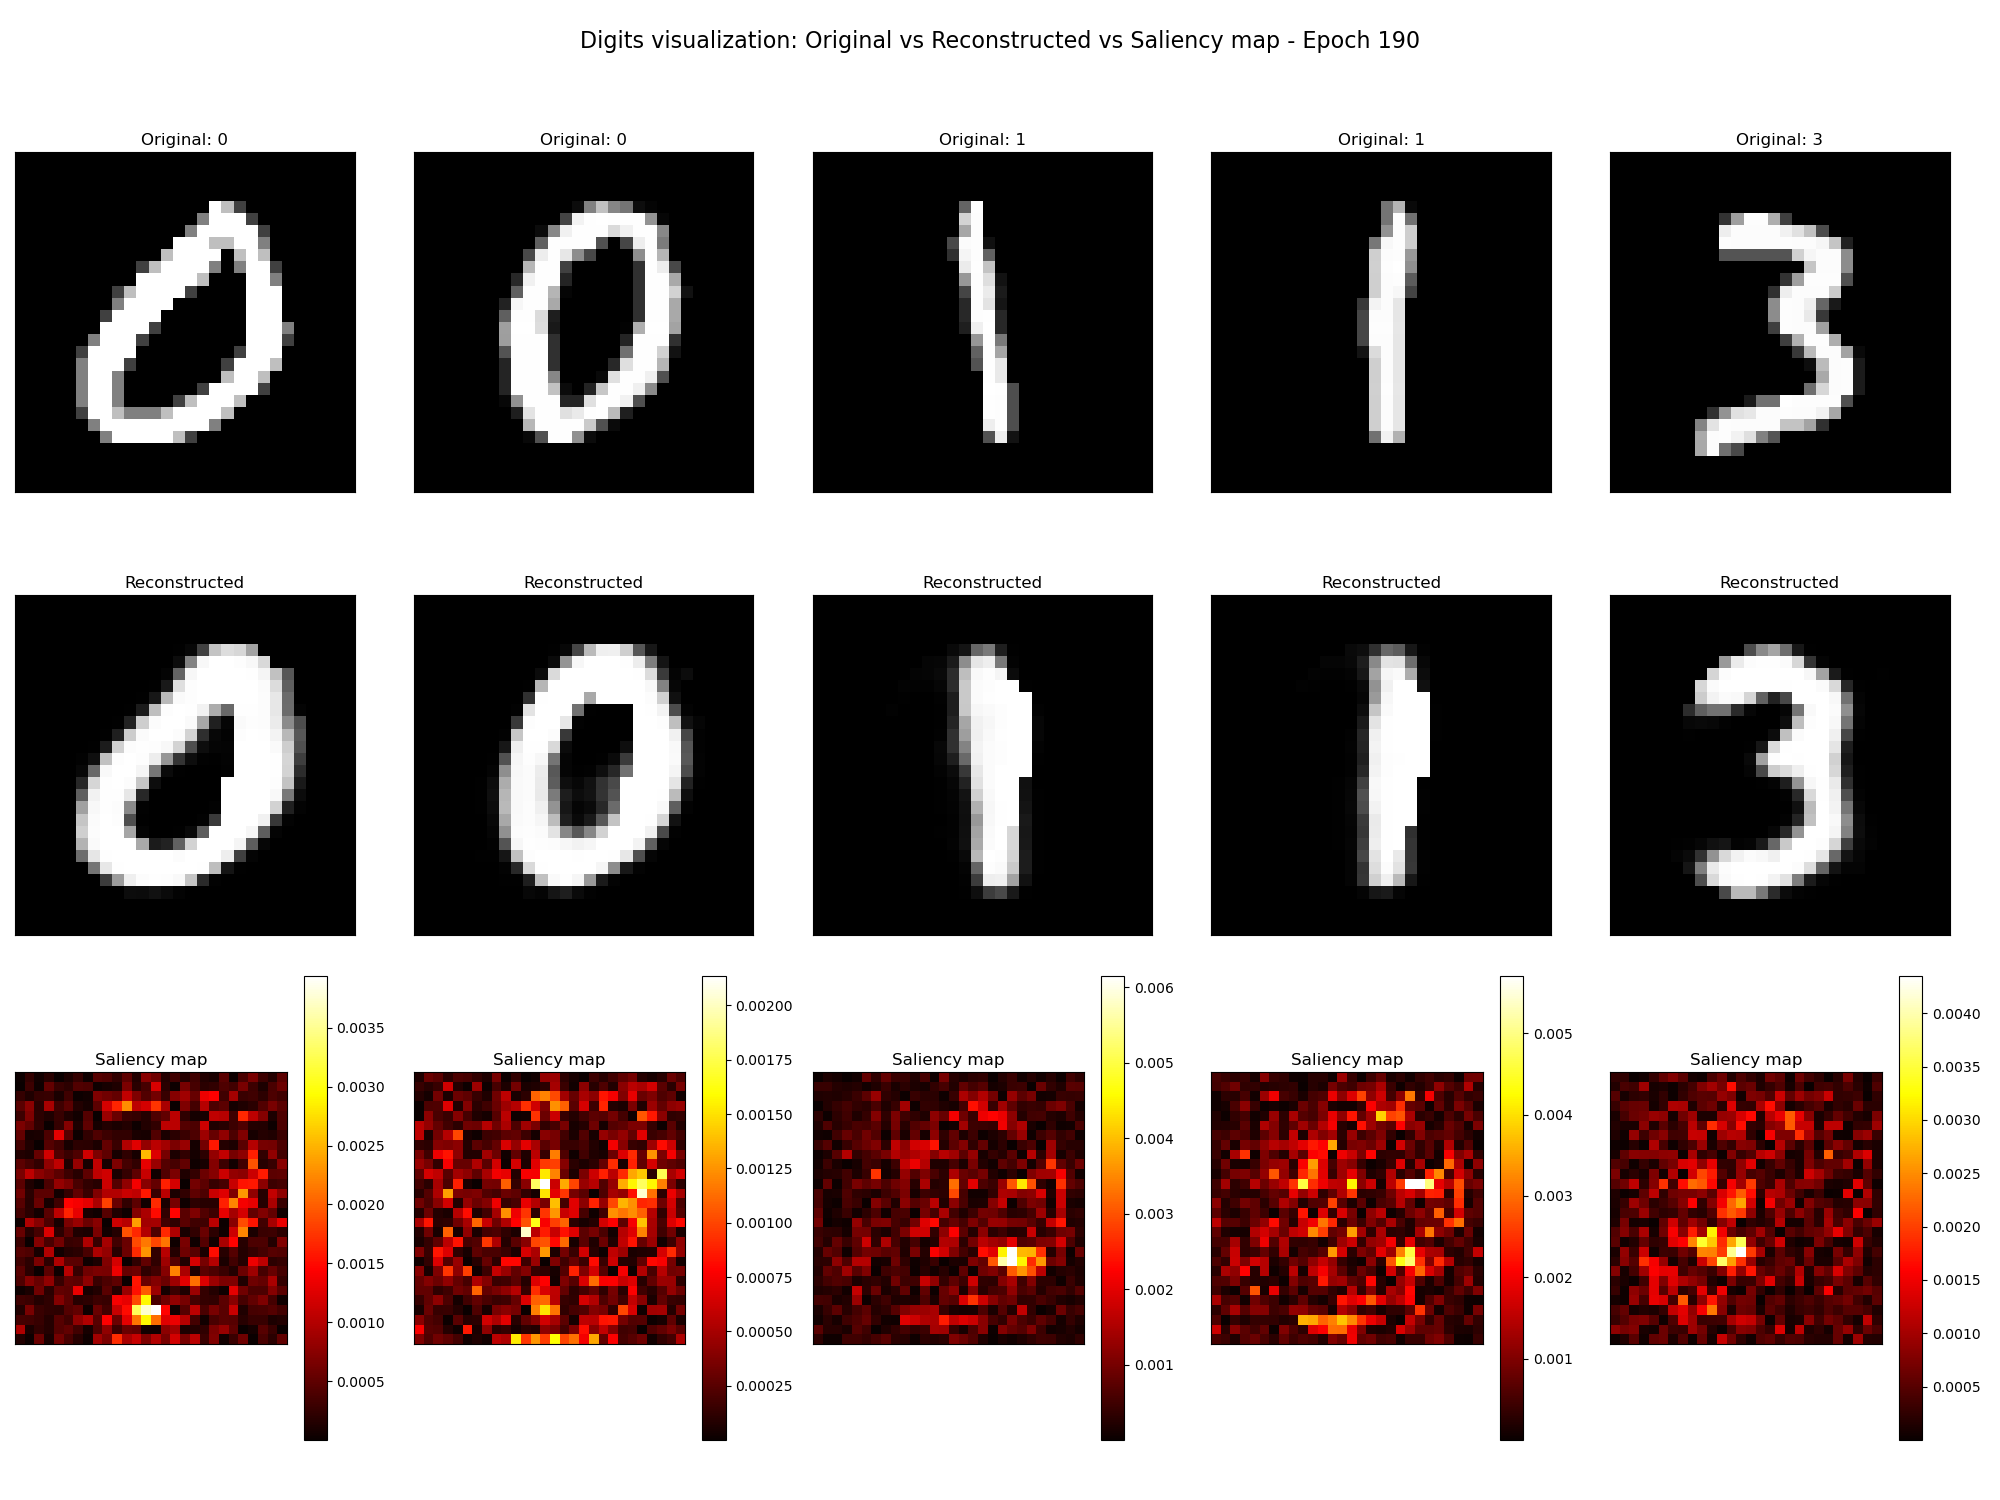 Digits visualization: Original vs Reconstructed vs Saliency map - Epoch 190
Original: 0
Original: 0
Original: 1
Original: 1
Original: 3
Reconstructed
Reconstructed
Reconstructed
Reconstructed
Reconstructed
Saliency map
0.0035
0.0030
0.0025
0.0020
0.0015
0.0010
0.0005
Saliency map
0.00200
0.00175
0.00150
0.00125
0.00100
0.00075
0.00050
0.00025
Saliency map
0.006
0.005
0.004
0.003
0.002
0.001
Saliency map
0.005
0.004
0.003
0.002
0.001
Saliency map
0.0040
0.0035
0.0030
0.0025
0.0020
0.0015
0.0010
0.0005